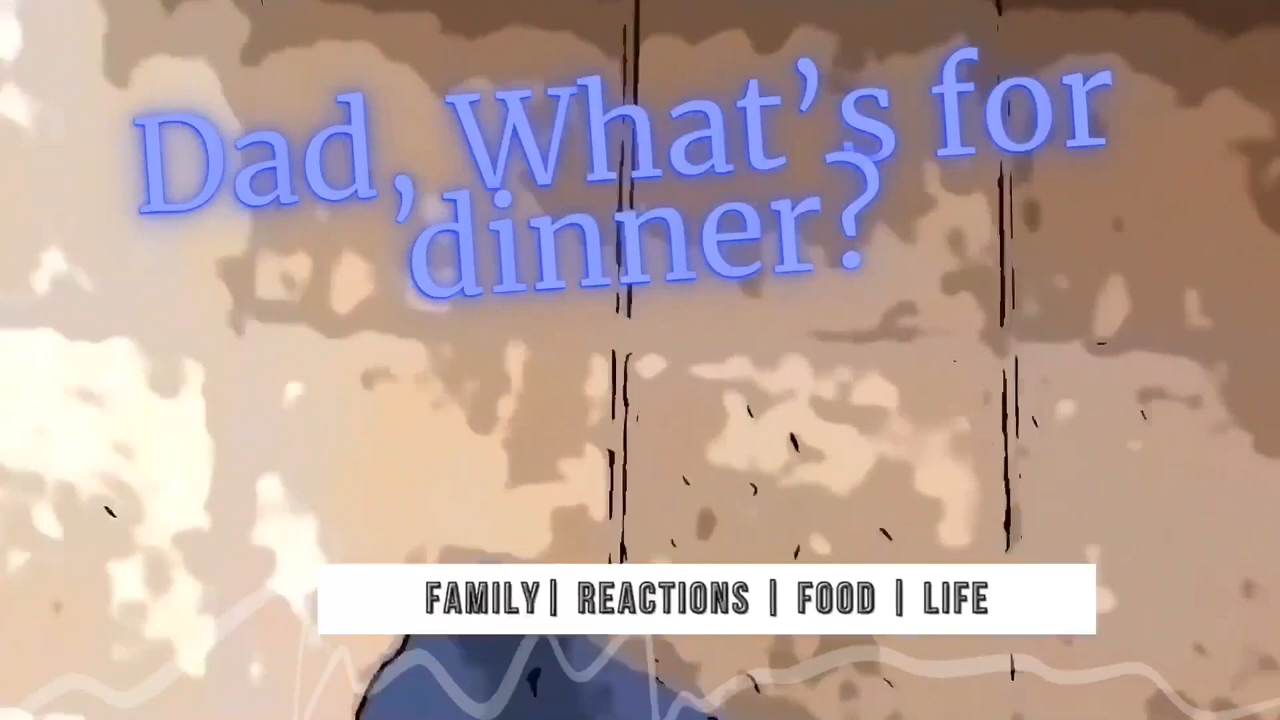 Dad, What’s for
dinner?
FAMILY| REACTIONS | FOOD | LIFE